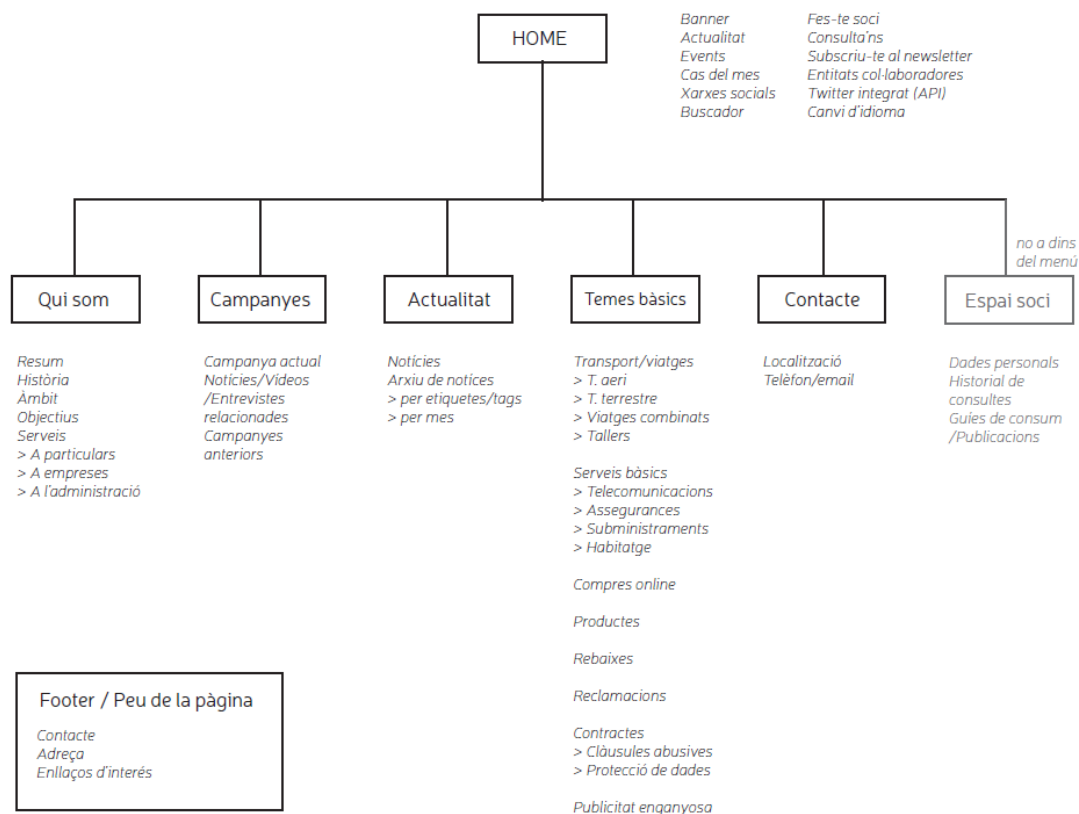 HOME
Banner
Actualitat
Events
Cas del mes
Xarxes socials
Buscador
Fes-te soci
Consulta'ns
Subscriu-te al newsletter
Entitats col·laboradores
Twitter integrat (API)
Canvi d'idioma
no a dins
del menú
Qui som
Resum
Història
Àmbit
Objectius
Serveis
> A particulars
> A empreses
> A l'administració
Campanyes
Campanya actual
Notícies/Vídeos
/Entrevistes
relacionades
Campanyes
anteriors
Actualitat
Notícies
Arxiu de notíces
> per etiquetes/tags
> per mes
Temes bàsics
Transport/viatges
> T. aeri
> T. terrestre
> Viatges combinats
> Tallers
Serveis bàsics
> Telecomunicacions
> Assegurances
> Subministraments
> Habitatge
Compres online
Productes
Rebaixes
Reclamacions
Contractes
> Clàusules abusives
> Protecció de dades
Publicitat enganyosa
Contacte
Localització
Telèfon/email
Espai soci
Dades personals
Historial de
consultes
Guíes de consum
/Publicacions
Footer / Peu de la pàgina
Contacte
Adreça
Enllaços d'interés